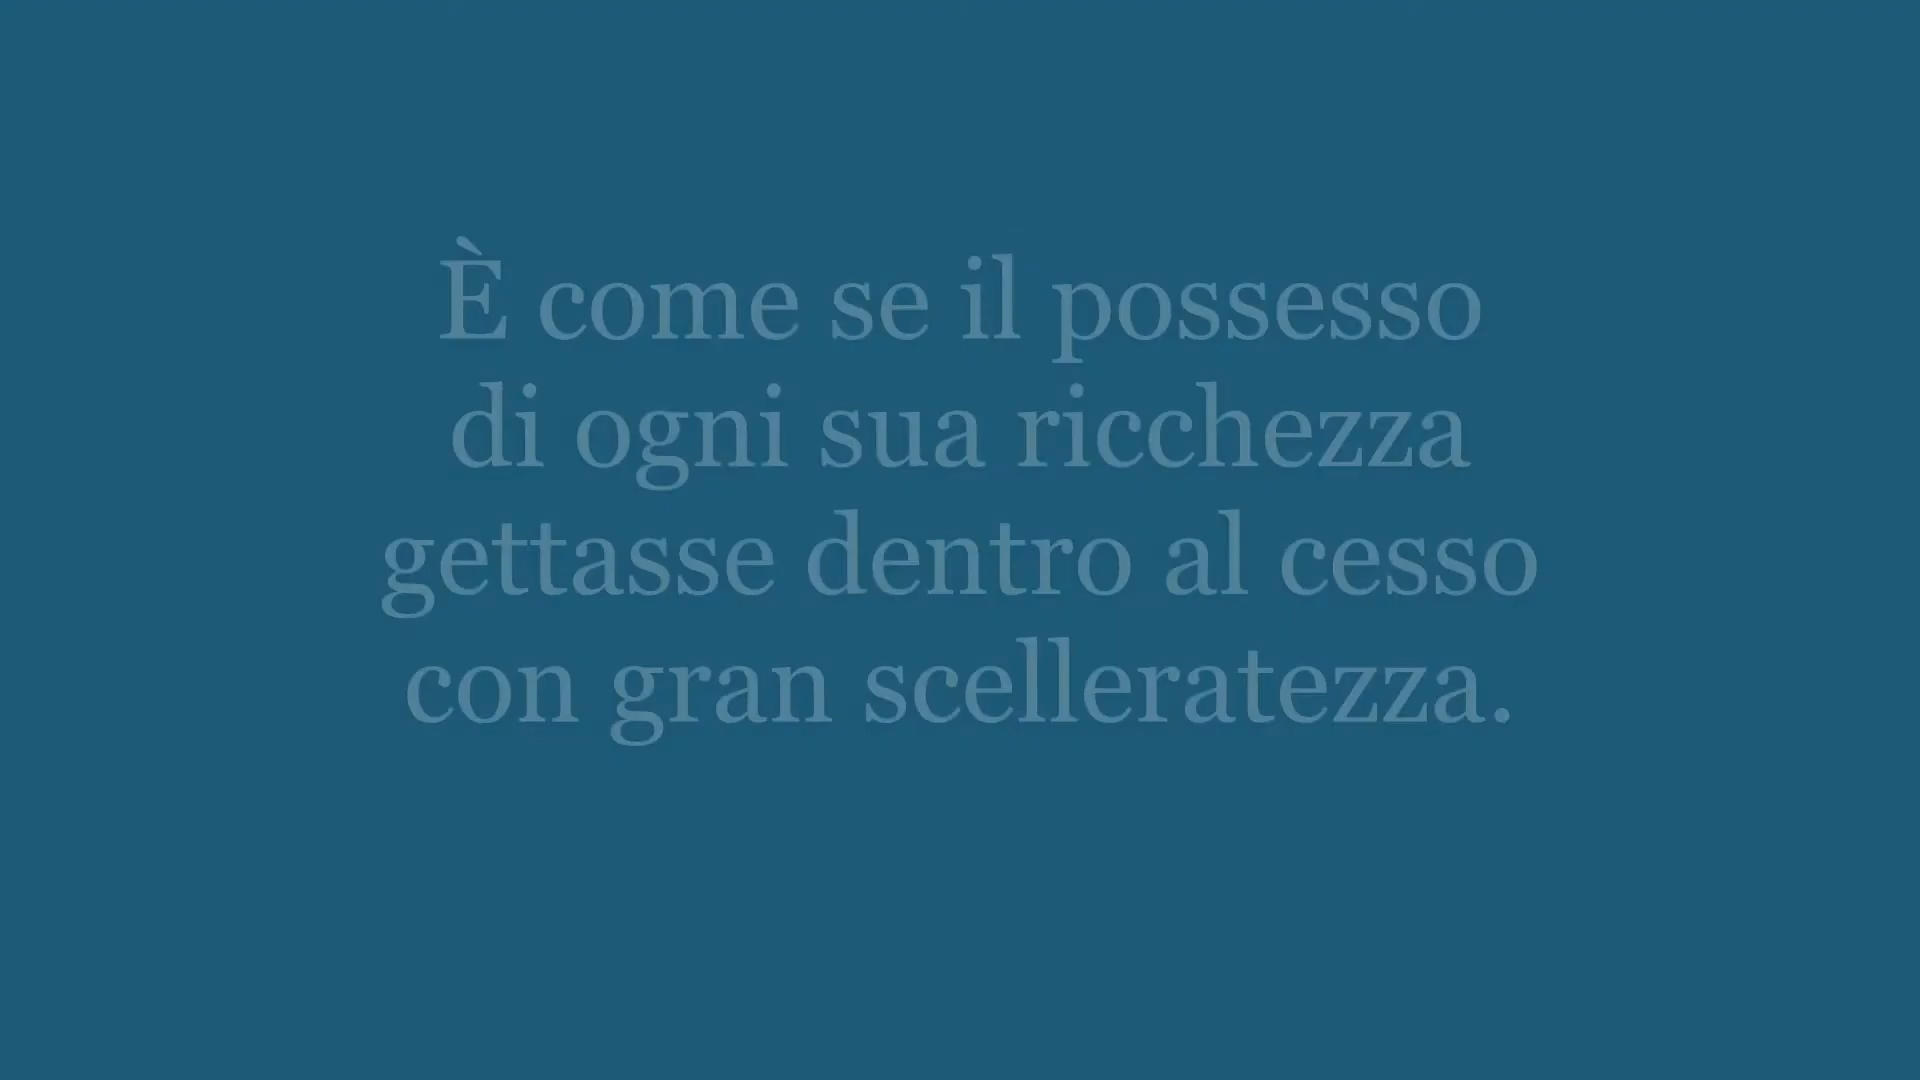 È come se il possesso
di ogni sua ricchezza
gettasse dentro al cesso
con gran scelleratezza.